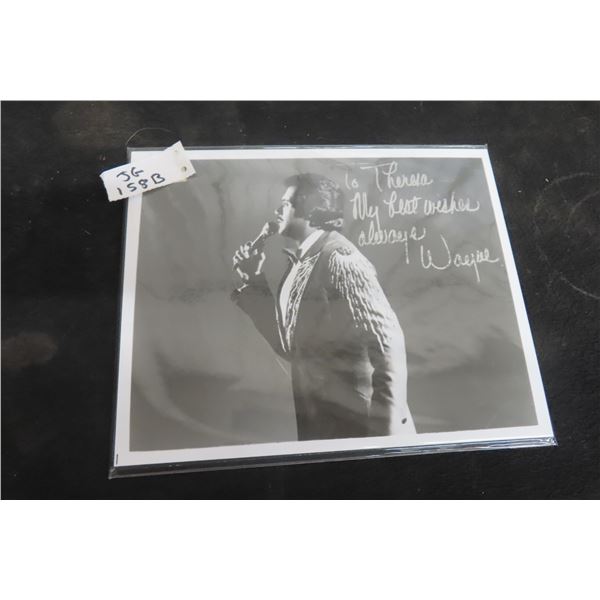 JG
158B
To Theresa
My best wishes
always
Wayne